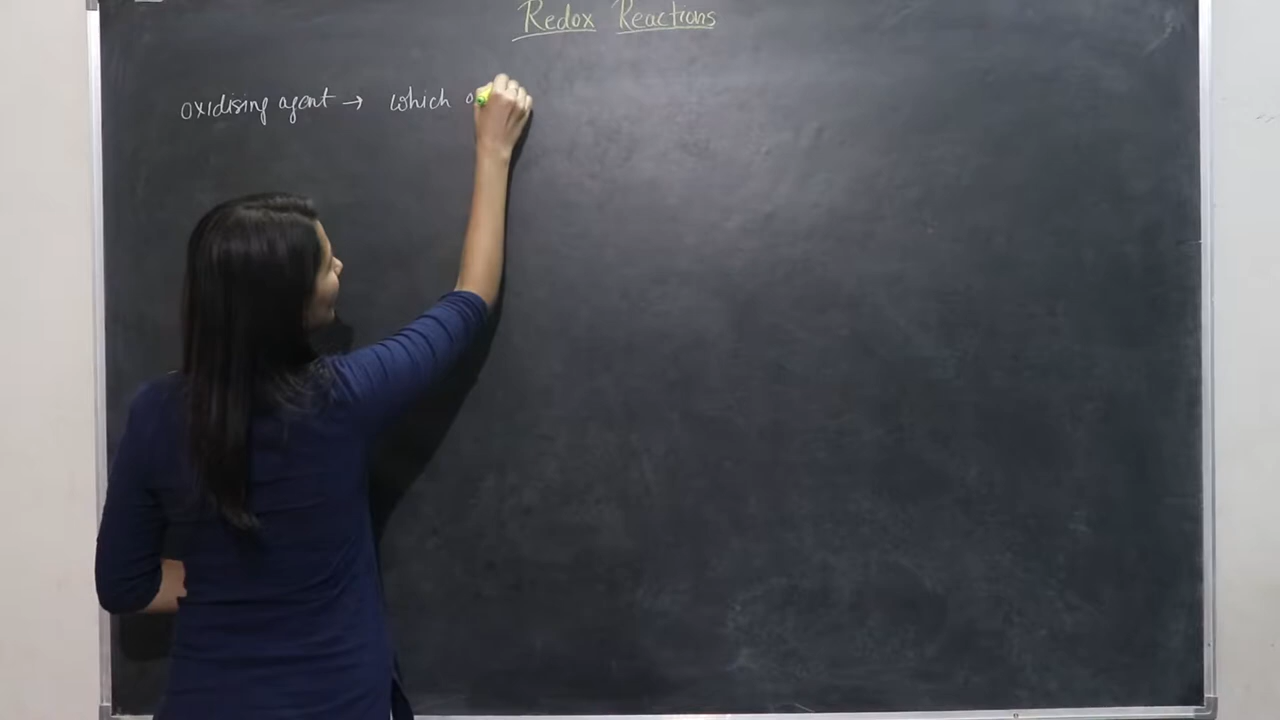 Redox Reactions
oxidising agent → which